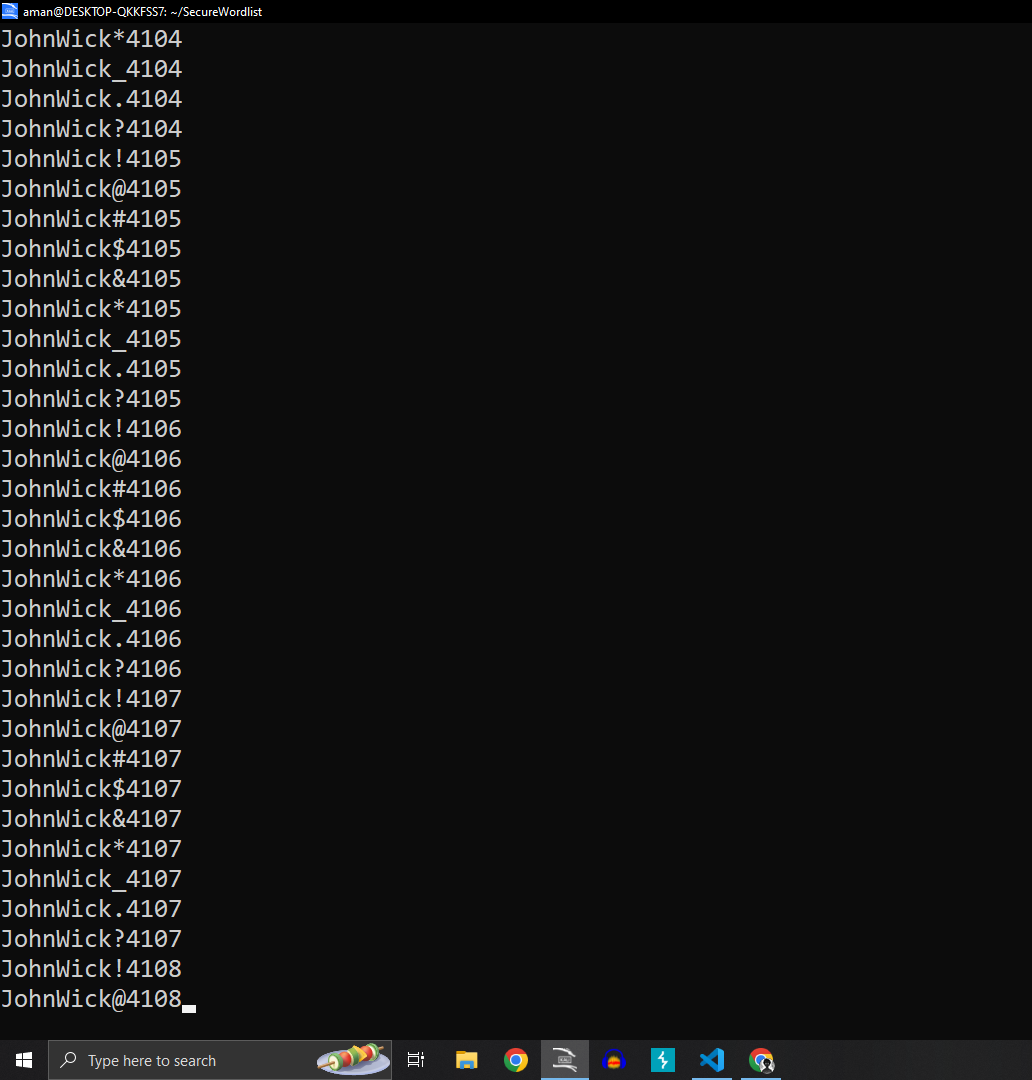 aman@DESKTOP-QKKFSS7: ~/SecureWordlist
JohnWick*4104
JohnWick_4104
JohnWick.4104
JohnWick?4104
JohnWick!4105
JohnWick@4105
JohnWick#4105
JohnWick$4105
JohnWick&4105
JohnWick*4105
JohnWick_4105
JohnWick.4105
JohnWick?4105
JohnWick!4106
JohnWick@4106
JohnWick#4106
JohnWick$4106
JohnWick&4106
JohnWick*4106
JohnWick_4106
JohnWick.4106
JohnWick?4106
JohnWick!4107
JohnWick@4107
JohnWick#4107
JohnWick$4107
JohnWick&4107
JohnWick*4107
JohnWick_4107
JohnWick.4107
JohnWick?4107
JohnWick!4108
JohnWick@4108
Type here to search